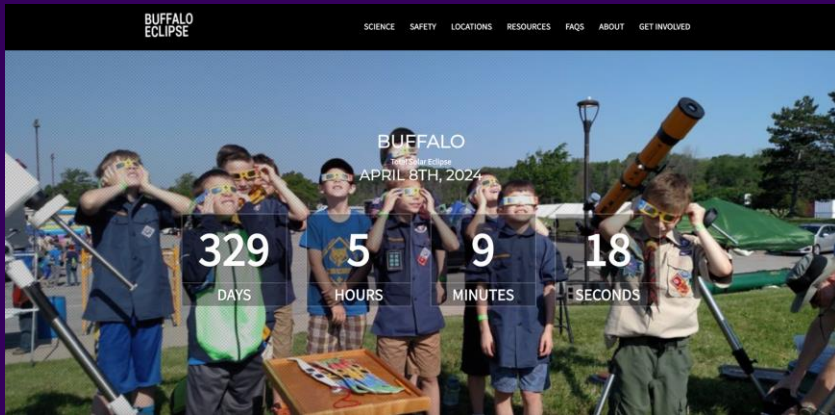 BUFFALO
ECLIPSE
SCIENCE SAFETY LOCATIONS RESOURCES FAQS ABOUT GET INVOLVED
BUFFALO
Total Solar Eclipse
APRIL 8TH, 2024
329 5 9 18
DAYS HOURS MINUTES SECONDS